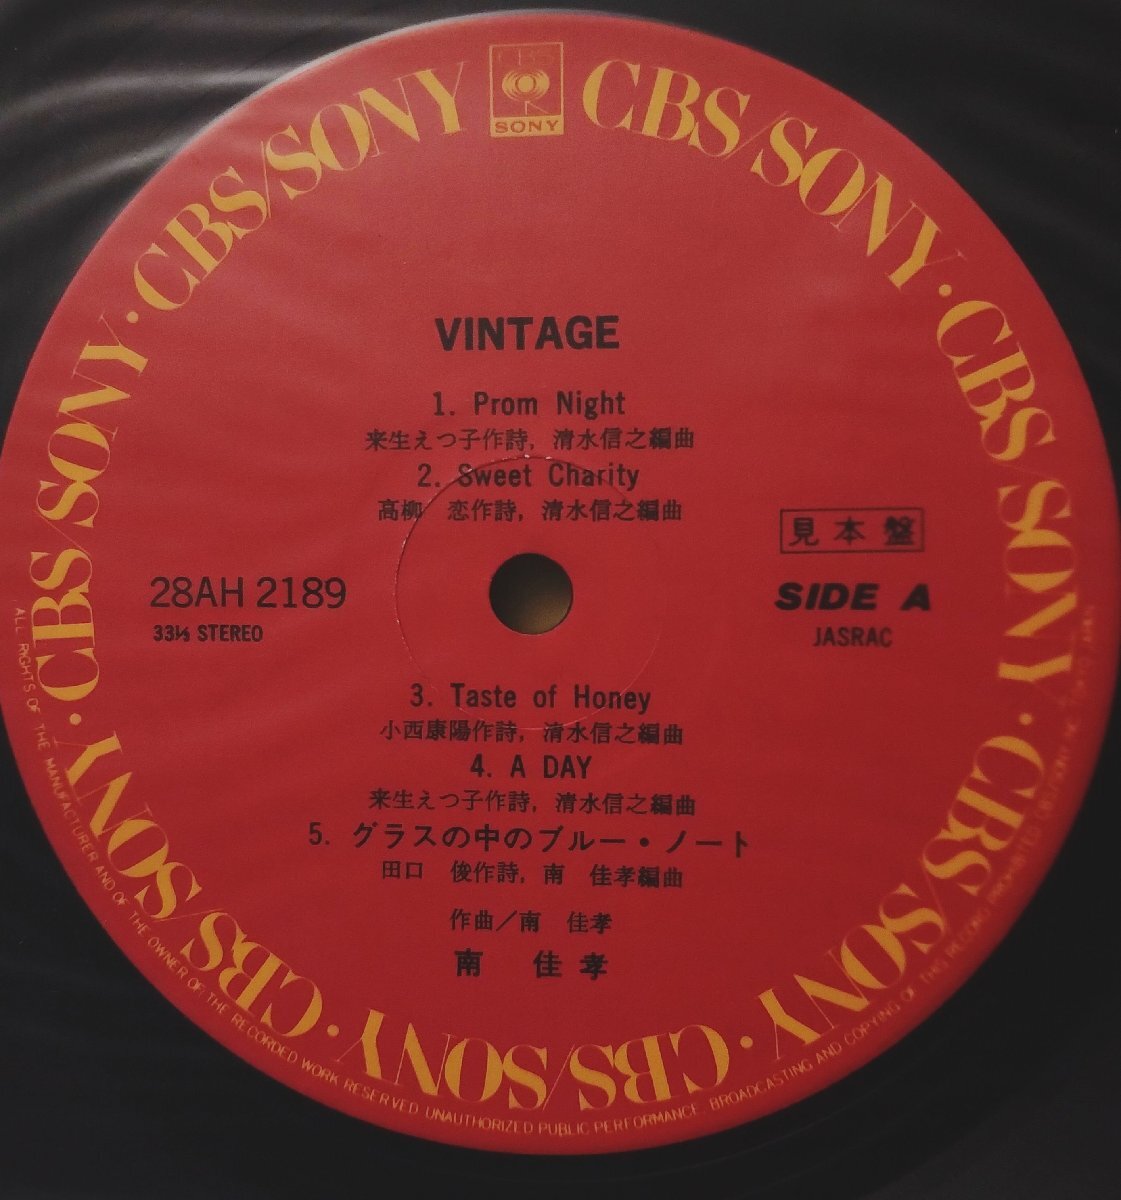 CBS
SONY
CBS/SONY · CBS/SONY · CBS/SONY · CBS/SONY · CBS/SONY · CBS/SONY · CBS/SONY
VINTAGE
1. Prom Night
来生えつ子作詩, 清水信之編曲
2. Sweet Charity
高柳 恋作詩, 清水信之編曲
見本盤
28AH 2189
33⅓ STEREO
SIDE A
JASRAC
3. Taste of Honey
小西康陽作詩, 清水信之編曲
4. A DAY
来生えつ子作詩, 清水信之編曲
5. グラスの中のブルー・ノート
田口 俊作詩, 南 佳孝編曲
作曲/南 佳孝
南 佳孝
ALL RIGHTS OF THE MANUFACTURER AND OF THE OWNER OF THE RECORDED WORK RESERVED UNAUTHORIZED PUBLIC PERFORMANCE. BROADCASTING AND COPYING OF THIS RECORD PROHIBITED